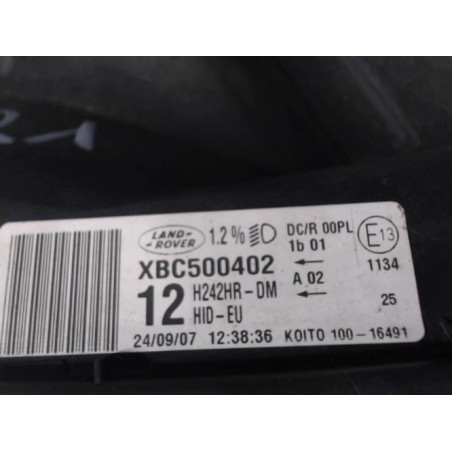 21
LAND-
ROVER
1.2% DC/R 00PL E13
1b 01
XBC500402 ← 1134
A 02
12 H242HR-DM ← 25
HID-EU
24/09/07 12:38:36 KOITO 100-16491